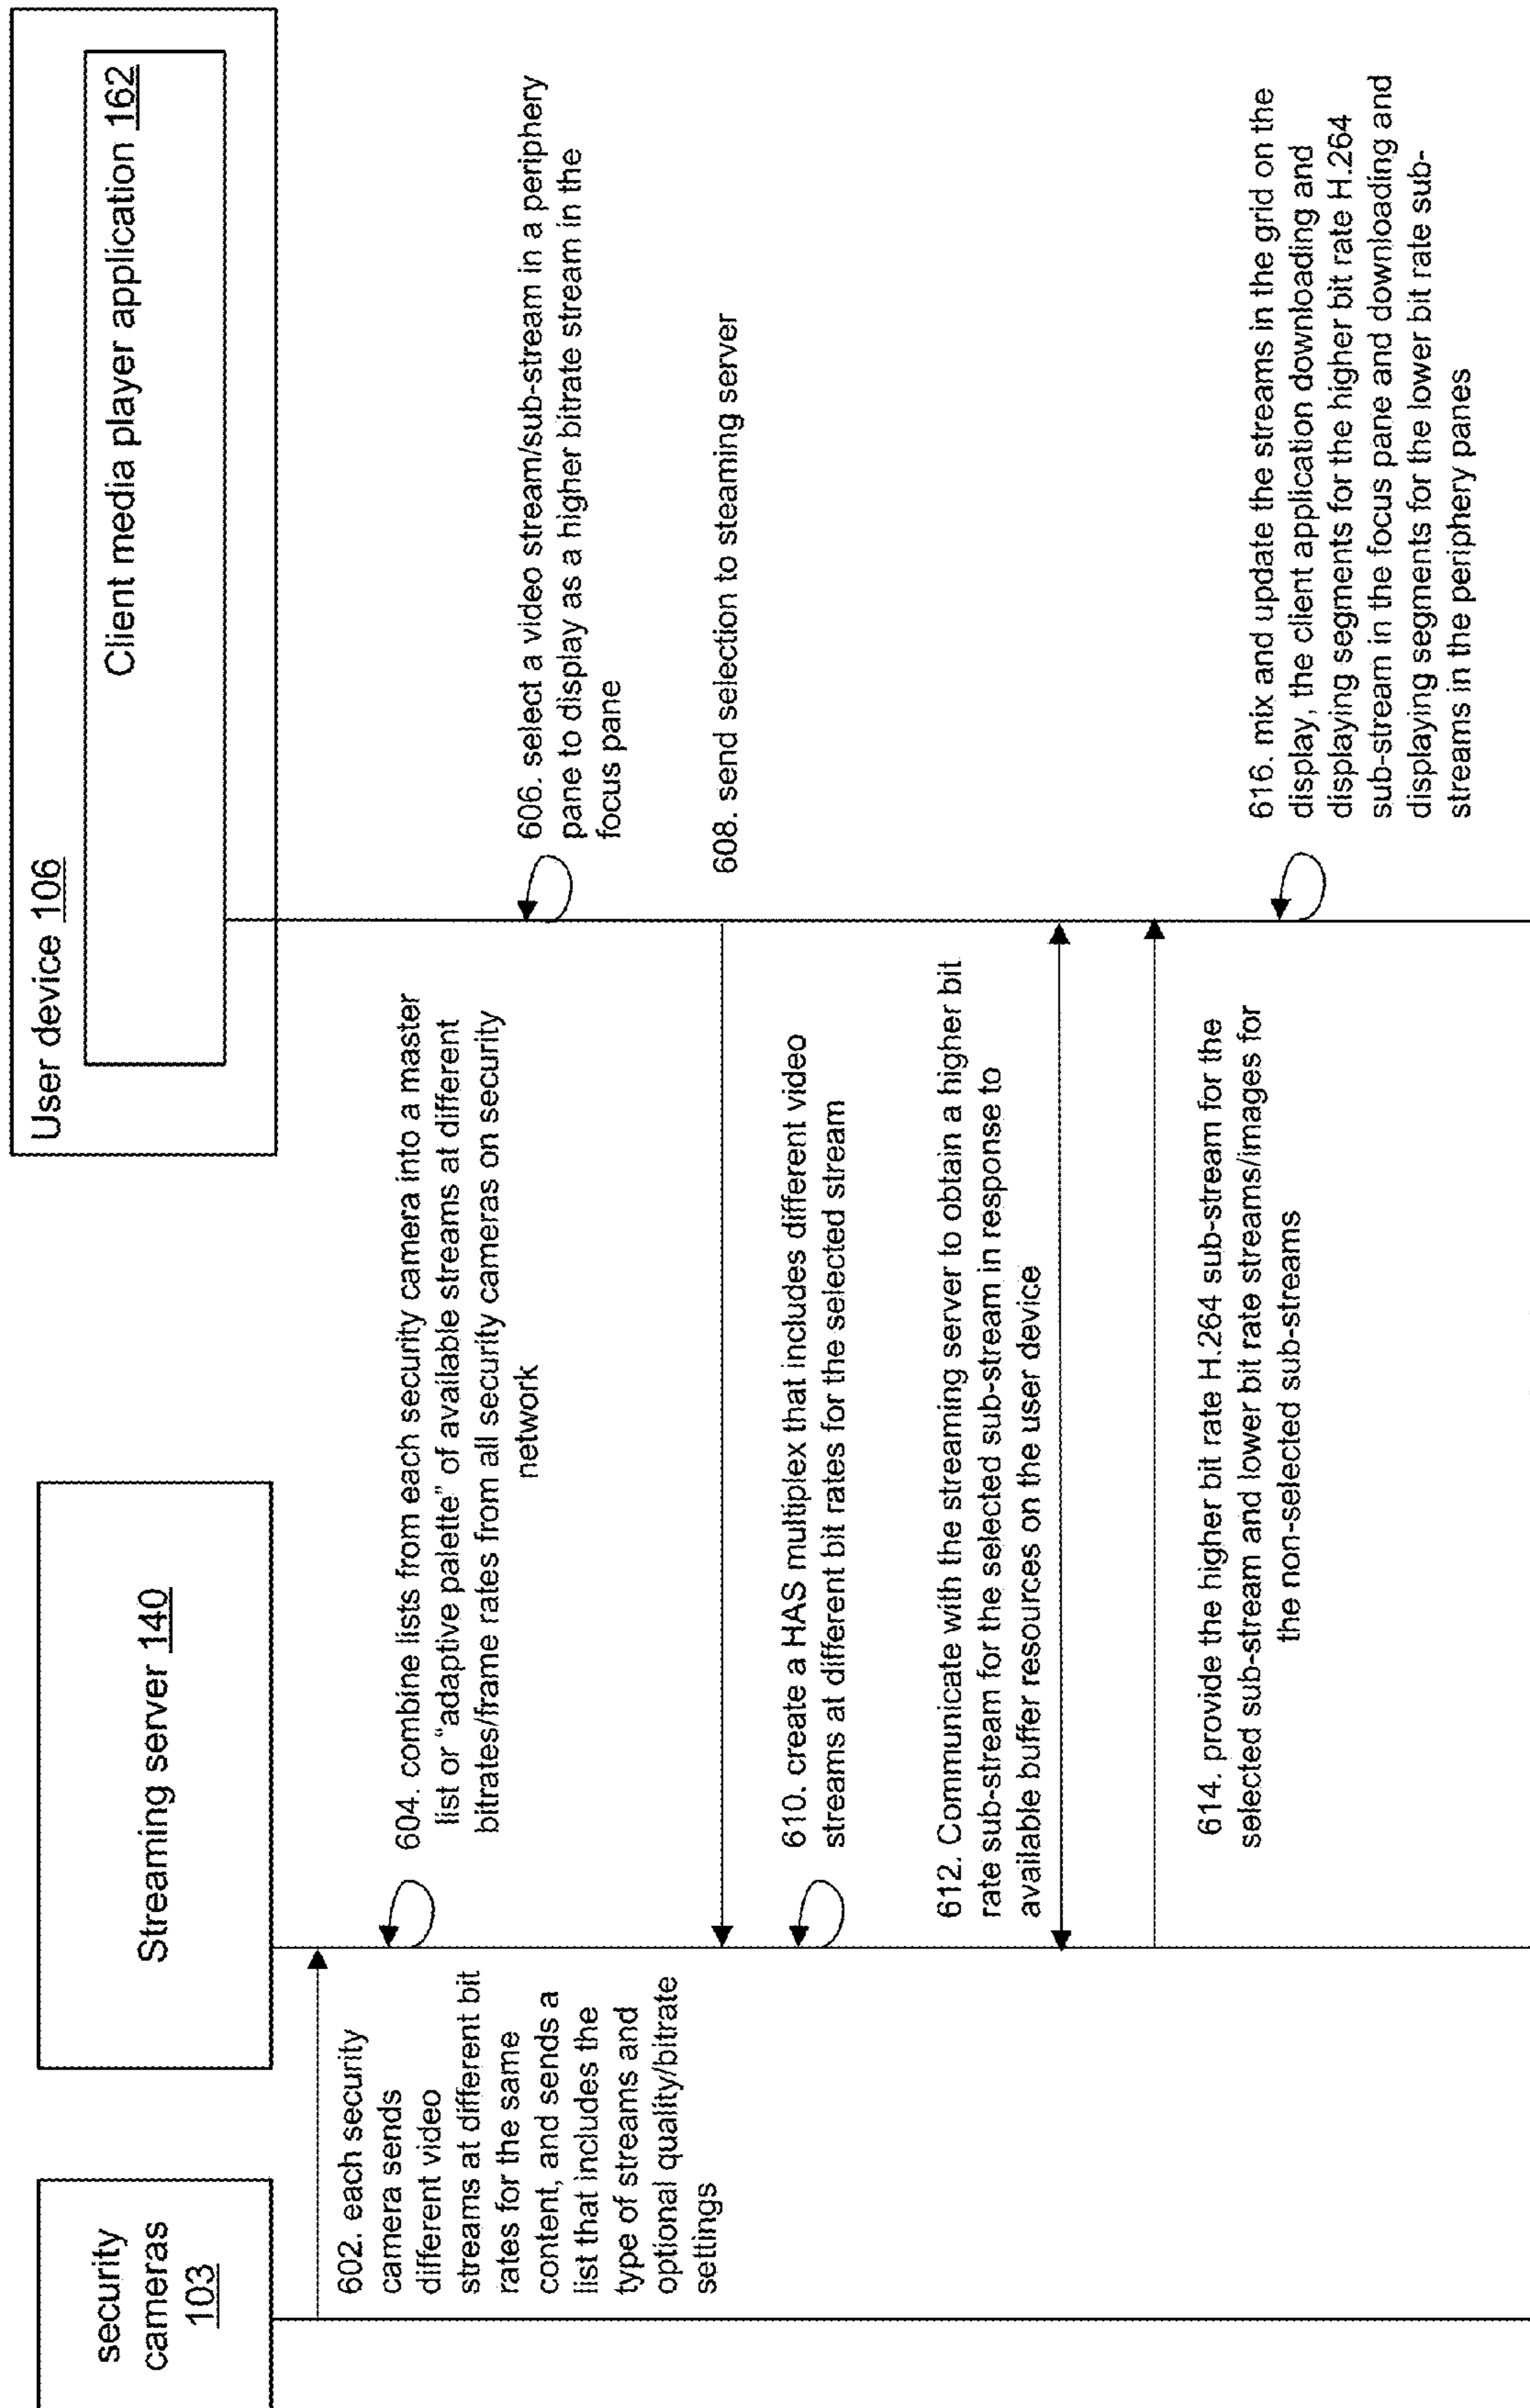 security
cameras
103
Streaming server 140
User device 106
Client media player application 162
602. each security
camera sends
different video
streams at different bit
rates for the same
content, and sends a
list that includes the
type of streams and
optional quality/bitrate
settings
604. combine lists from each security camera into a master
list or “adaptive palette” of available streams at different
bitrates/frame rates from all security cameras on security
network
606. select a video stream/sub-stream in a periphery
pane to display as a higher bitrate stream in the
focus pane
608. send selection to steaming server
610. create a HAS multiplex that includes different video
streams at different bit rates for the selected stream
612. Communicate with the streaming server to obtain a higher bit
rate sub-stream for the selected sub-stream in response to
available buffer resources on the user device
614. provide the higher bit rate H.264 sub-stream for the
selected sub-stream and lower bit rate streams/images for
the non-selected sub-streams
616. mix and update the streams in the grid on the
display, the client application downloading and
displaying segments for the higher bit rate H.264
sub-stream in the focus pane and downloading and
displaying segments for the lower bit rate sub-
streams in the periphery panes